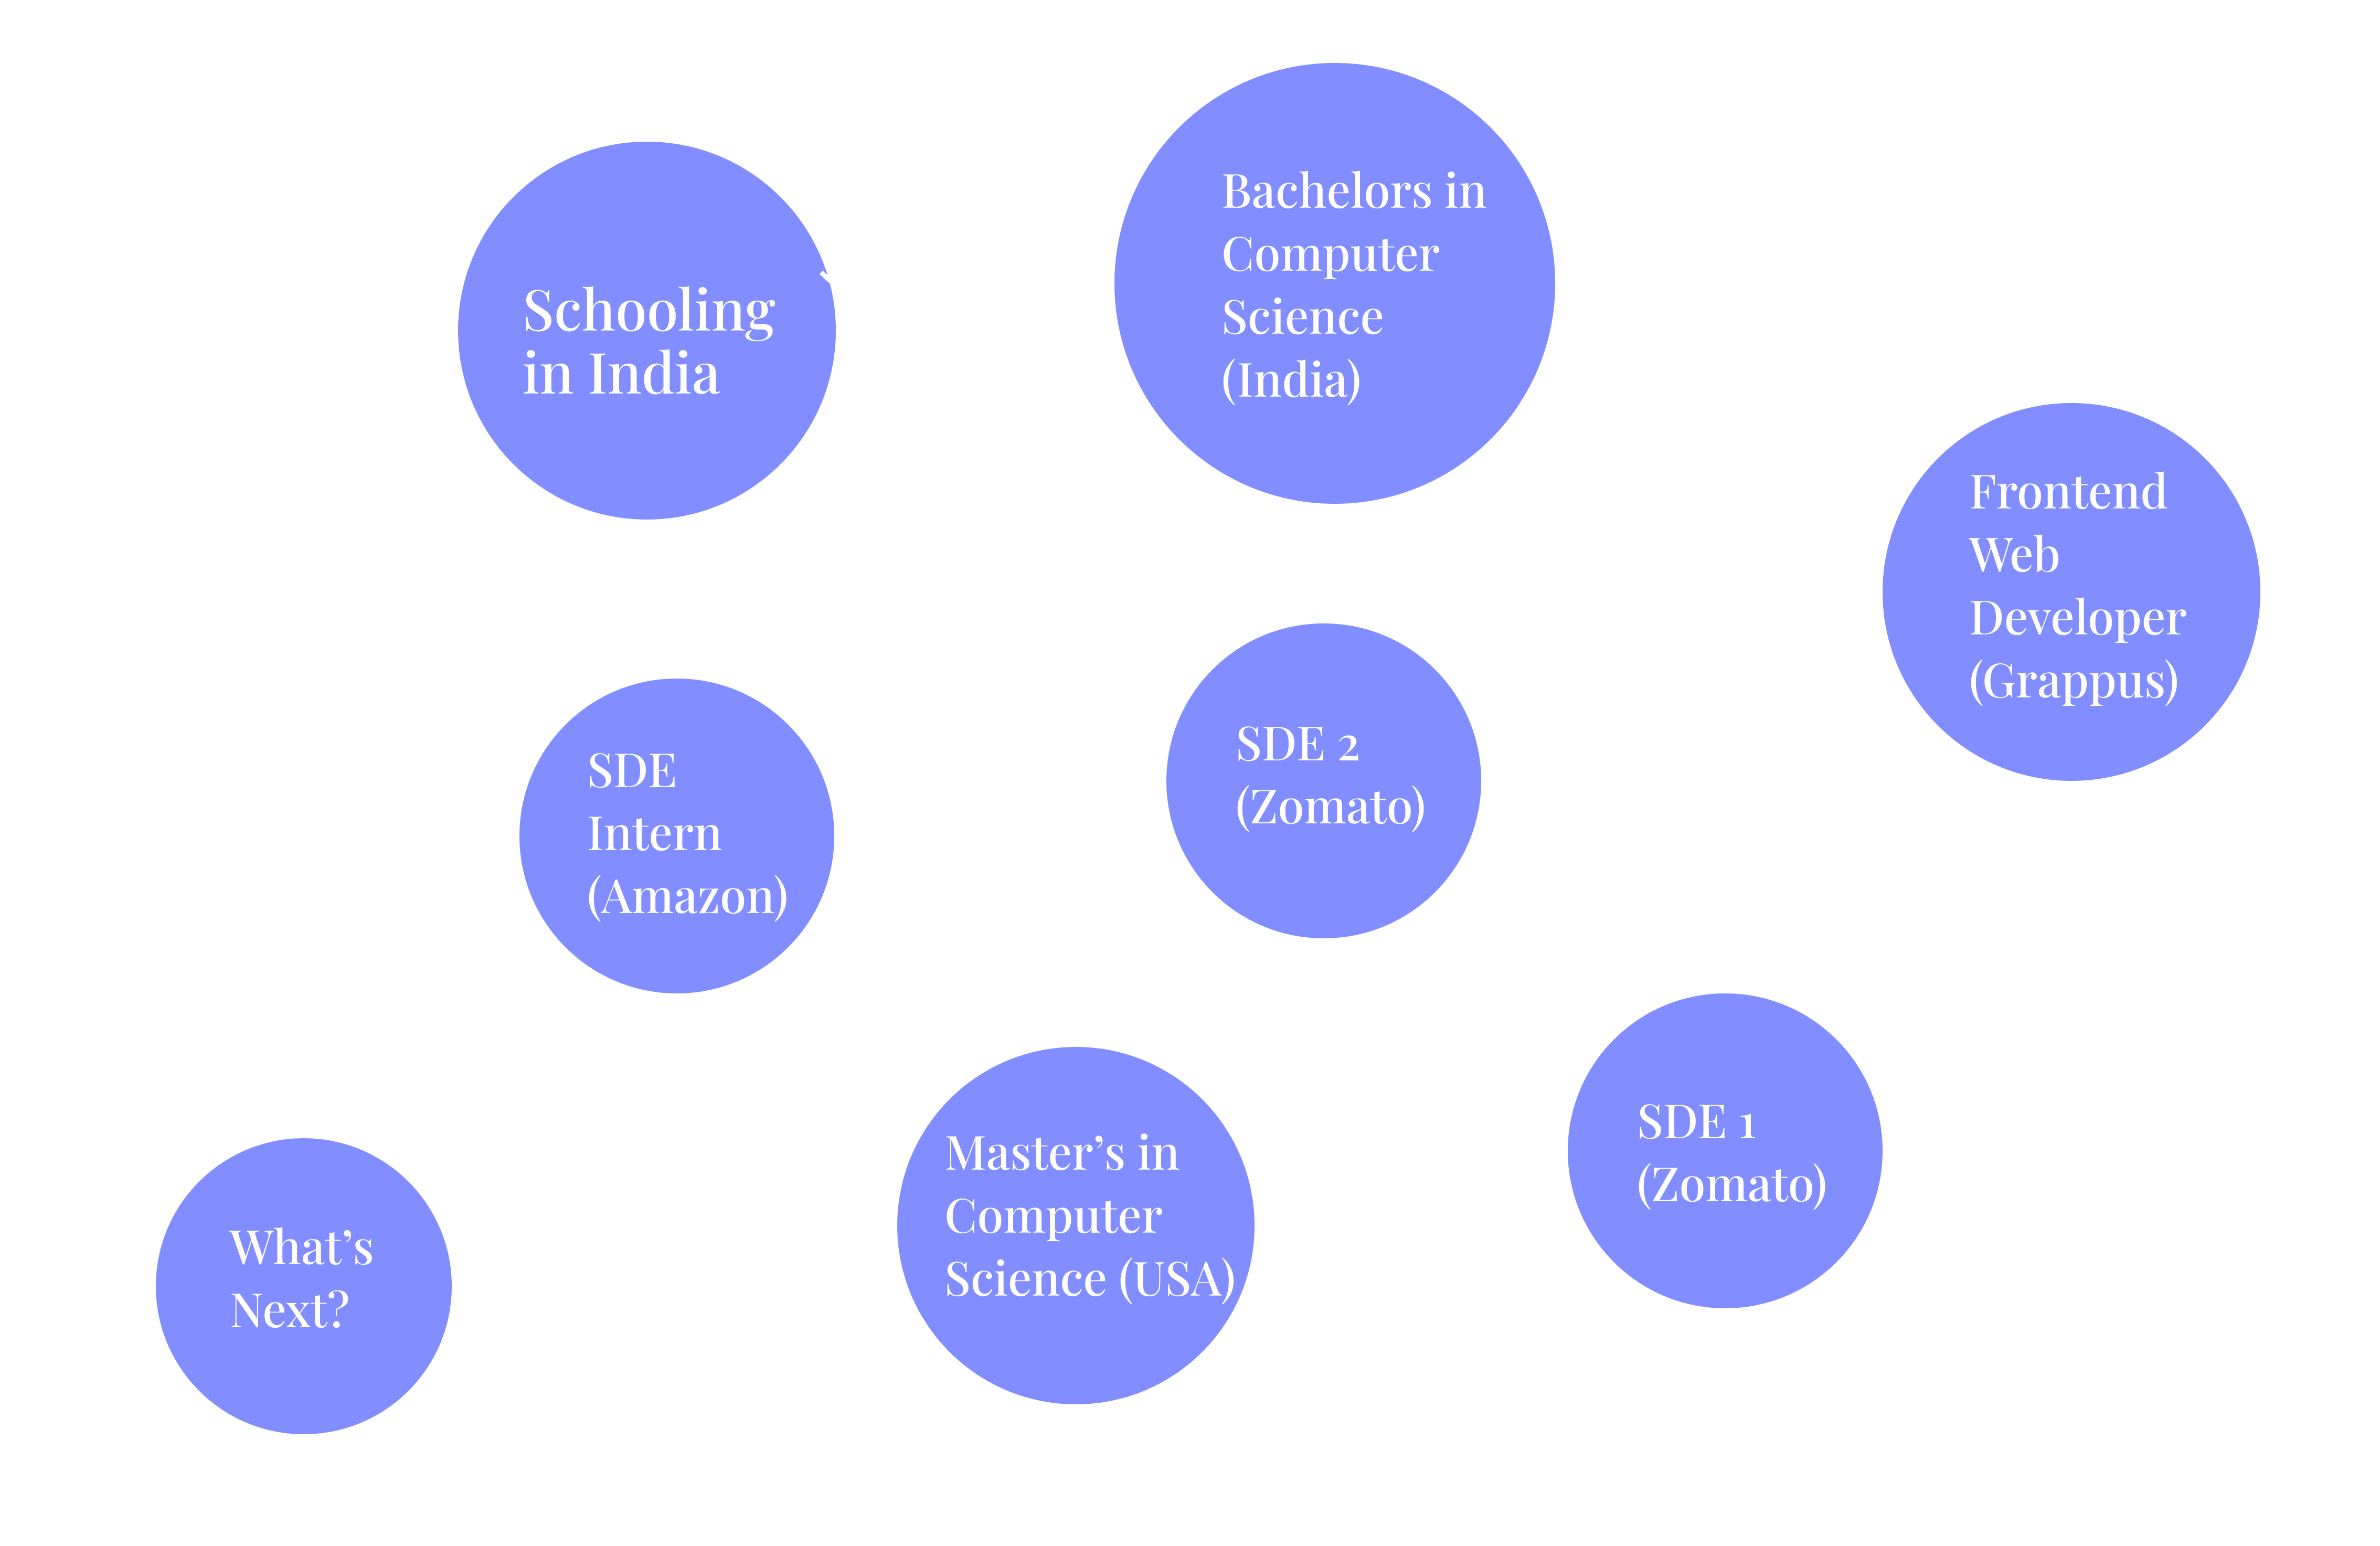 Schooling
in India
Bachelors in
Computer
Science
(India)
Frontend
Web
Developer
(Grappus)
SDE
Intern
(Amazon)
SDE 2
(Zomato)
SDE 1
(Zomato)
Master’s in
Computer
Science (USA)
What’s
Next?